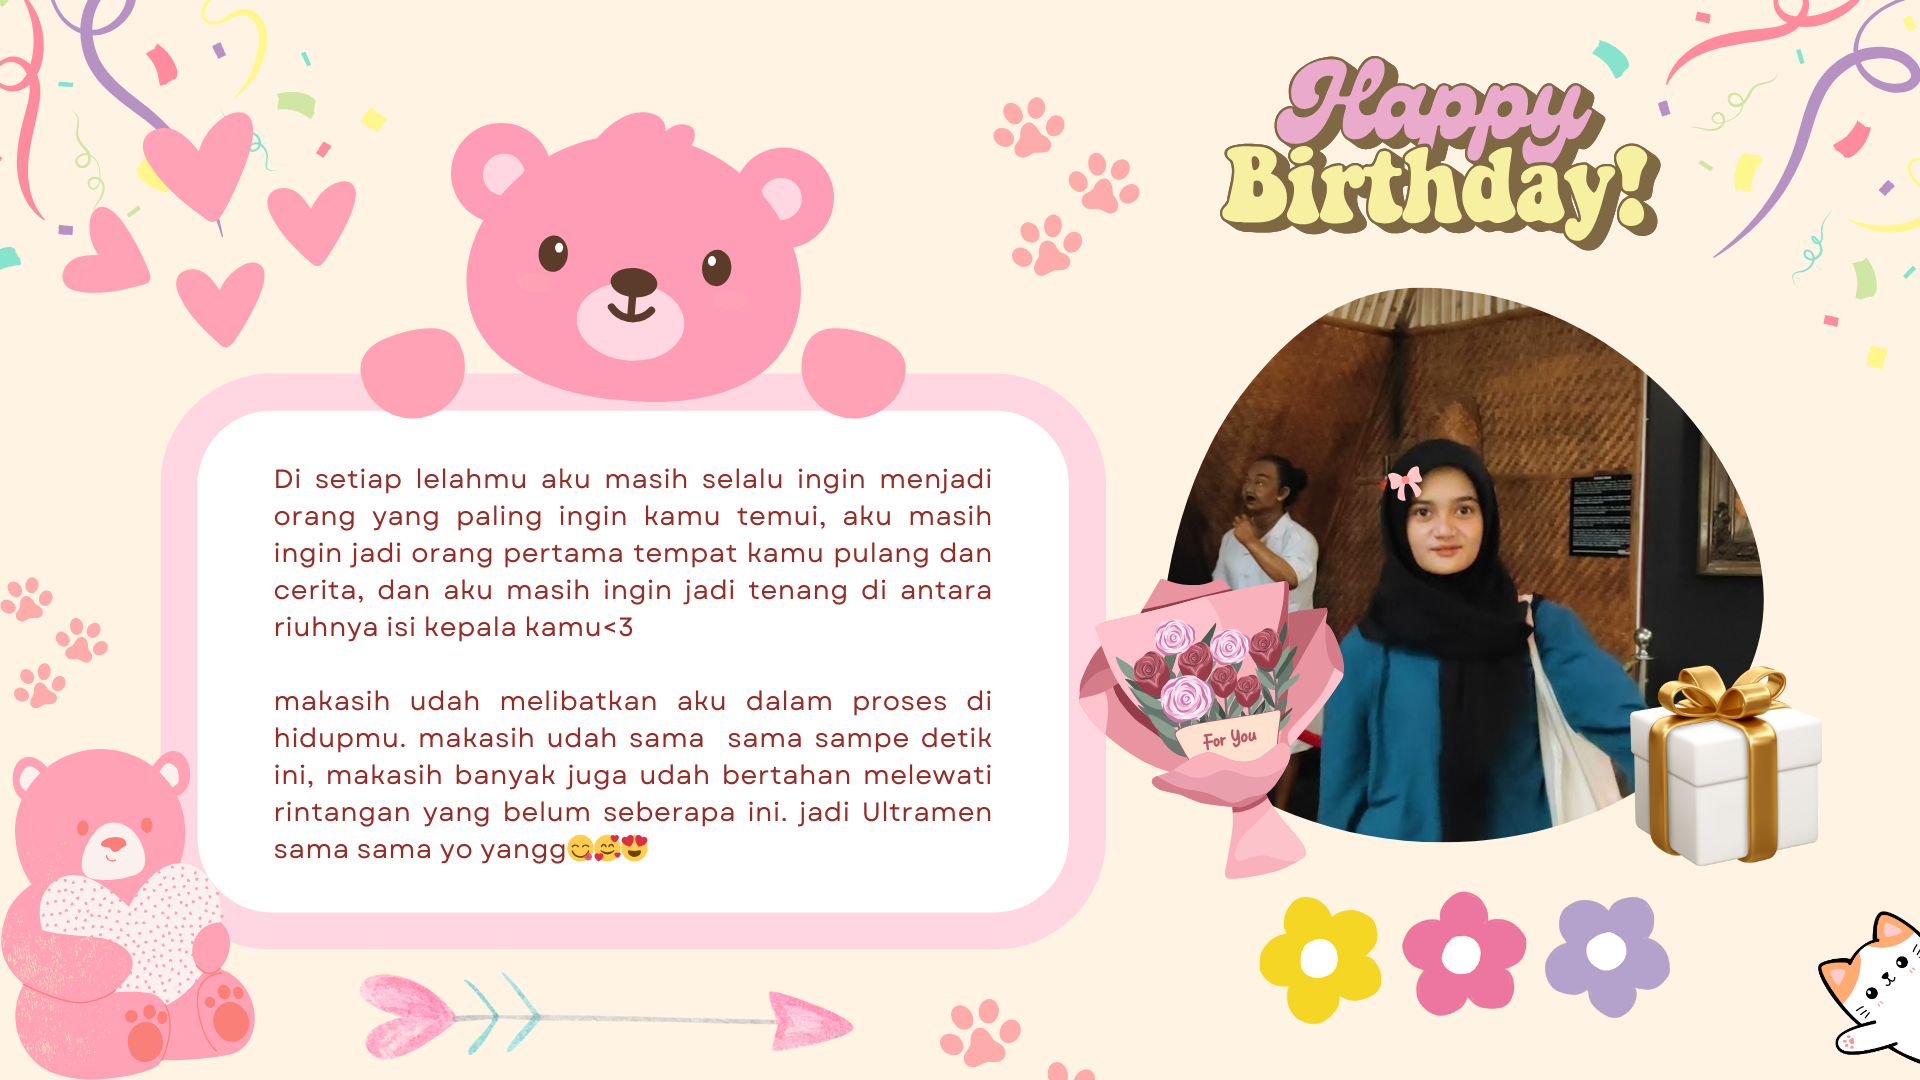 Happy
Birthday!
Di setiap lelahmu aku masih selalu ingin menjadi
orang yang paling ingin kamu temui, aku masih
ingin jadi orang pertama tempat kamu pulang dan
cerita, dan aku masih ingin jadi tenang di antara
riuhnya isi kepala kamu<3
makasih udah melibatkan aku dalam proses di
hidupmu. makasih udah sama  sama sampe detik
ini, makasih banyak juga udah bertahan melewati
rintangan yang belum seberapa ini. jadi Ultramen
sama sama yo yangg😋🥰😍
For You